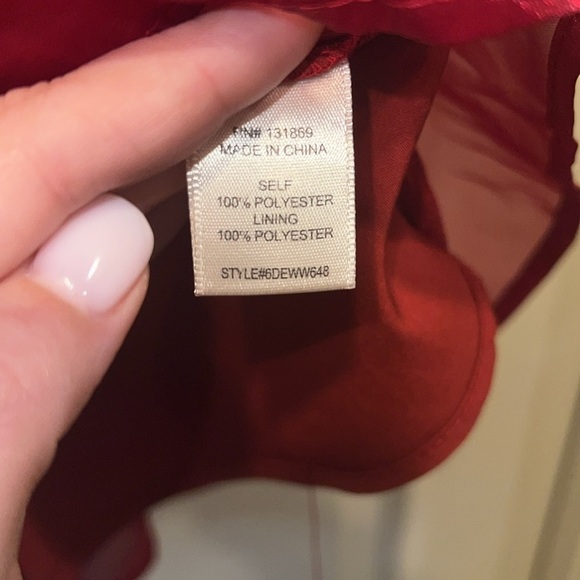 RN# 131869
MADE IN CHINA
SELF
100% POLYESTER
LINING
100% POLYESTER
STYLE#6DEWW648